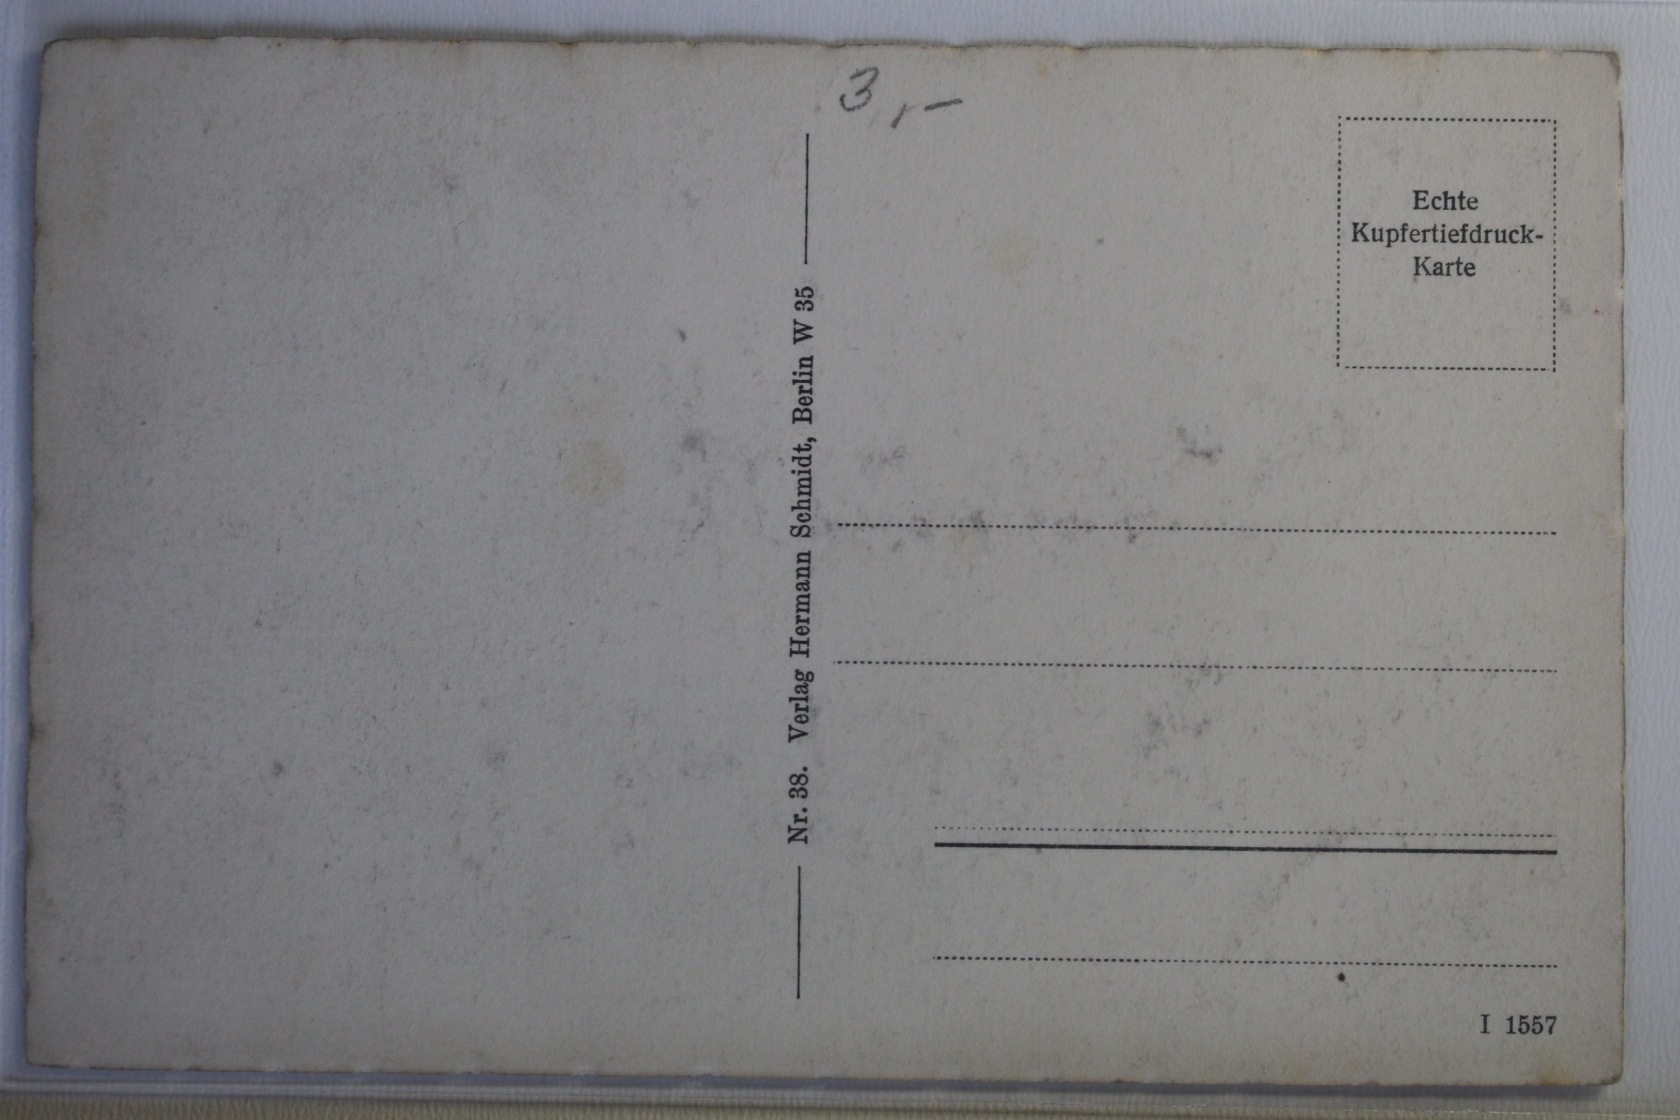 3,-
Nr. 38. Verlag Hermann Schmidt, Berlin W 35
Echte
Kupfertiefdruck-
Karte
I 1557